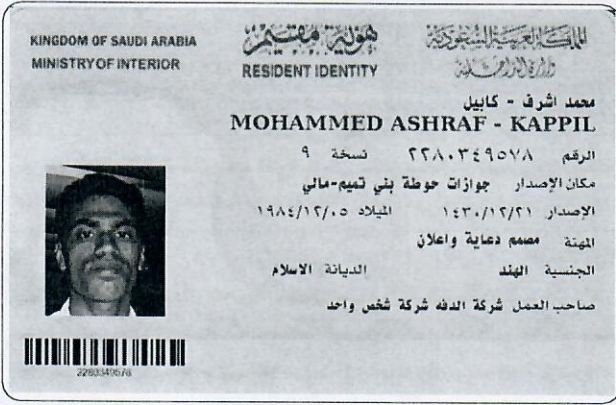 KINGDOM OF SAUDI ARABIA
MINISTRY OF INTERIOR
هوية مقيم
RESIDENT IDENTITY
المملكة العربية السعودية
وزارة الداخلية
محمد اشرف - كابيل
MOHAMMED ASHRAF - KAPPIL
الرقم ٢٢٨٠٣٤٩٥٧٨ نسخة ٩
مكان الإصدار جوازات حوطة بني تميم-مالي
الإصدار ١٤٣٠/١٢/٢١ الميلاد ١٩٨٤/١٢/٠٥
المهنة مصمم دعاية واعلان
الجنسية الهند الديانة الاسلام
صاحب العمل شركة الدفه شركة شخص واحد
2280349578